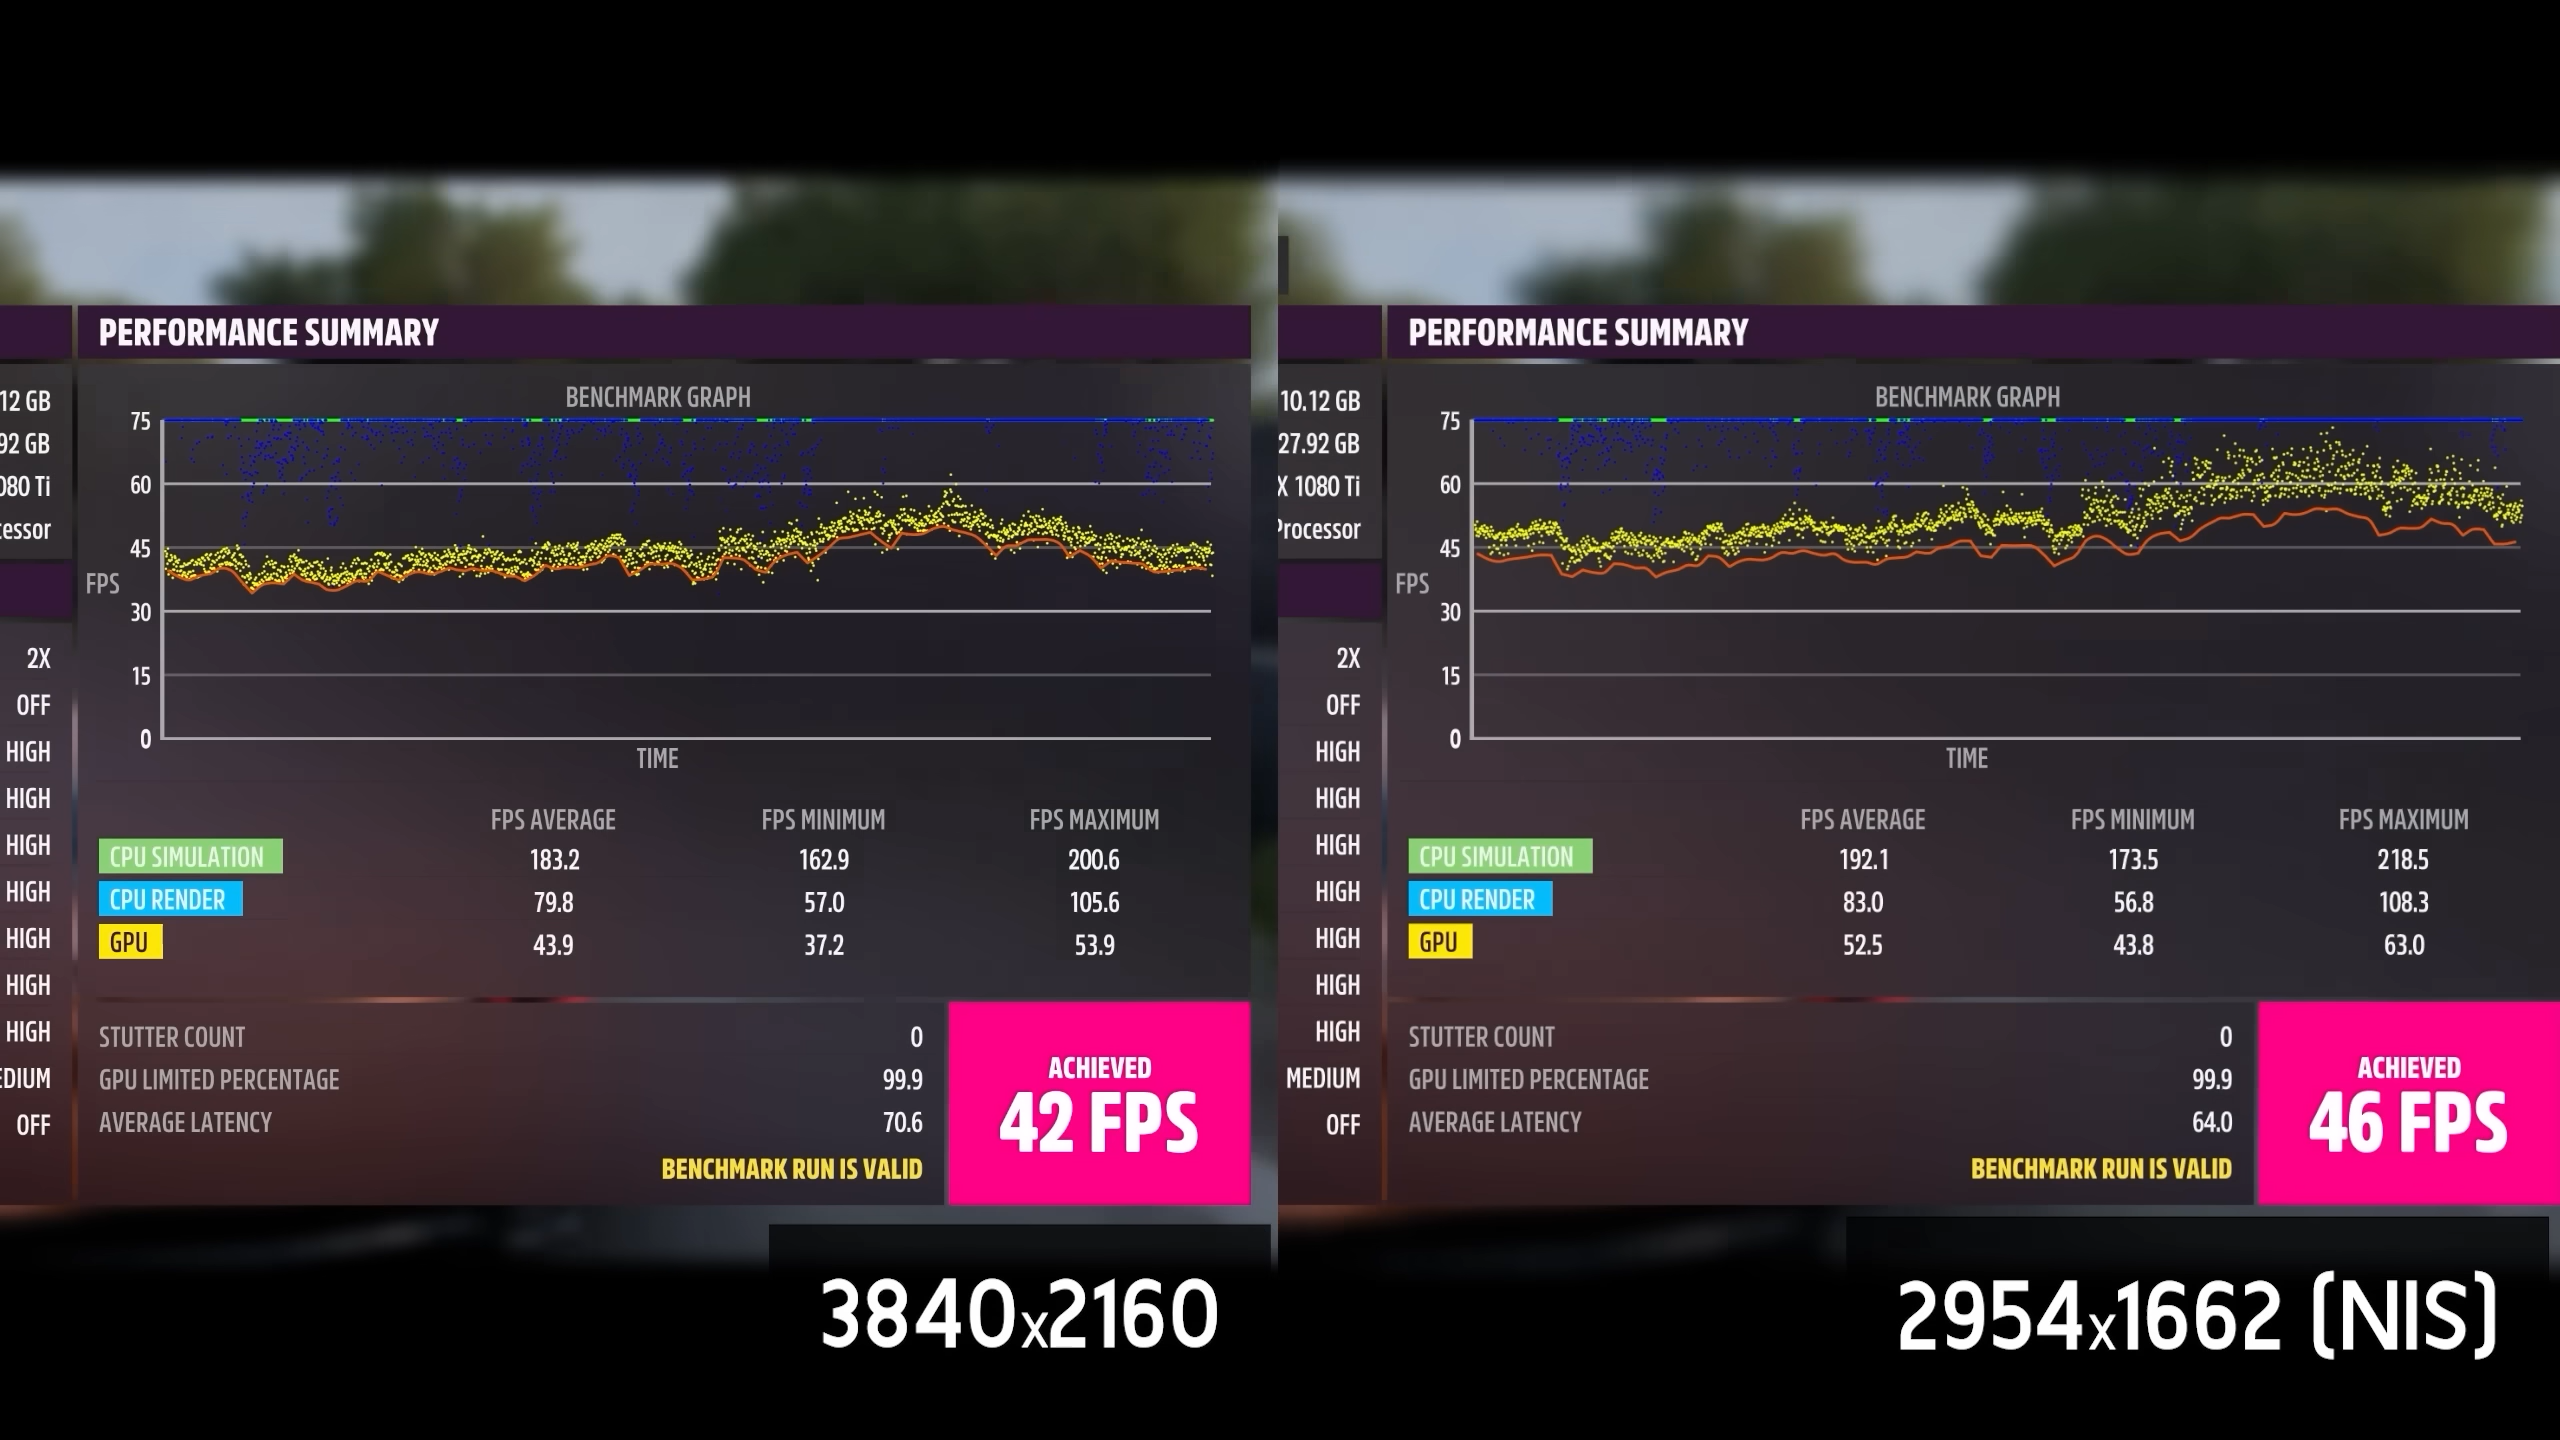 PERFORMANCE SUMMARY
12 GB
92 GB
080 Ti
cessor
2X
OFF
HIGH
HIGH
HIGH
HIGH
HIGH
HIGH
HIGH
EDIUM
OFF
BENCHMARK GRAPH
75
60
45
FPS
30
15
0
TIME
FPS AVERAGE FPS MINIMUM FPS MAXIMUM
CPU SIMULATION 183.2 162.9 200.6
CPU RENDER 79.8 57.0 105.6
GPU 43.9 37.2 53.9
STUTTER COUNT 0
GPU LIMITED PERCENTAGE 99.9
AVERAGE LATENCY 70.6
BENCHMARK RUN IS VALID
ACHIEVED
42 FPS
3840x2160
PERFORMANCE SUMMARY
10.12 GB
27.92 GB
X 1080 Ti
Processor
2X
OFF
HIGH
HIGH
HIGH
HIGH
HIGH
HIGH
HIGH
MEDIUM
OFF
BENCHMARK GRAPH
75
60
45
FPS
30
15
0
TIME
FPS AVERAGE FPS MINIMUM FPS MAXIMUM
CPU SIMULATION 192.1 173.5 218.5
CPU RENDER 83.0 56.8 108.3
GPU 52.5 43.8 63.0
STUTTER COUNT 0
GPU LIMITED PERCENTAGE 99.9
AVERAGE LATENCY 64.0
BENCHMARK RUN IS VALID
ACHIEVED
46 FPS
2954x1662 (NIS)